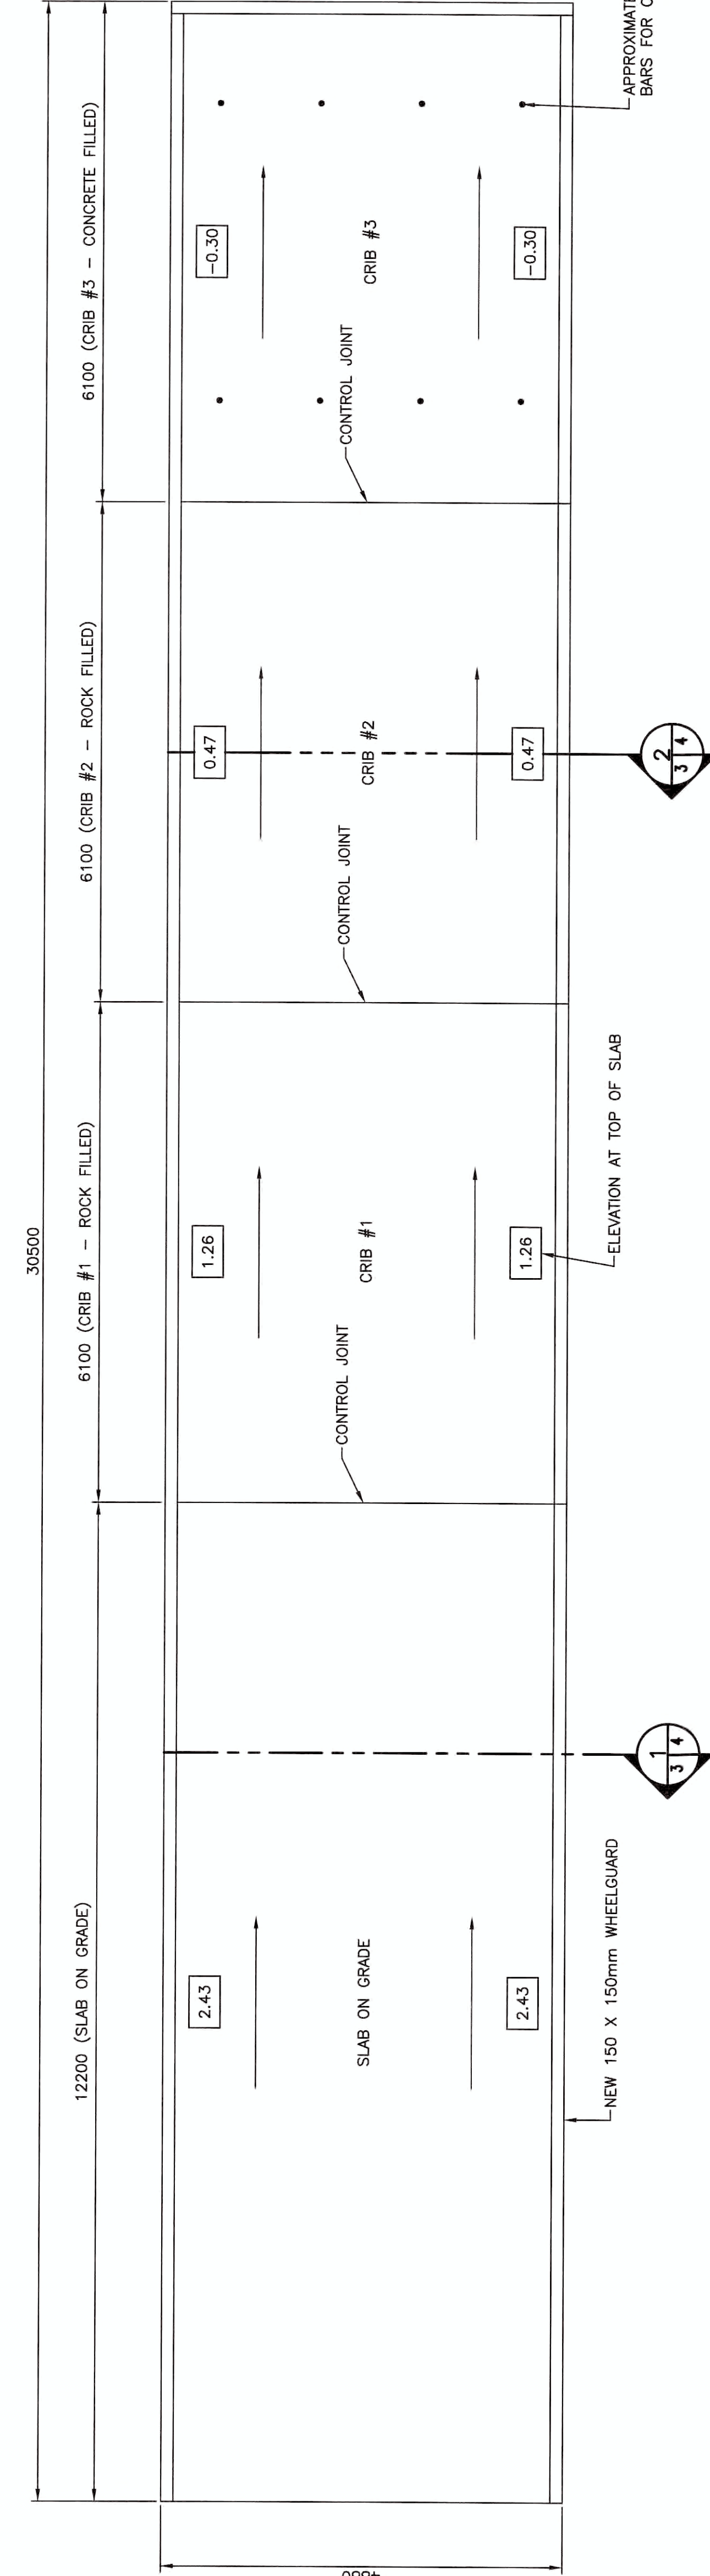 30500
12200 (SLAB ON GRADE)
6100 (CRIB #1 – ROCK FILLED)
6100 (CRIB #2 – ROCK FILLED)
6100 (CRIB #3 – CONCRETE FILLED)
2.43
1.26
0.47
-0.30
CONTROL JOINT
CONTROL JOINT
CONTROL JOINT
SLAB ON GRADE
CRIB #1
CRIB #2
CRIB #3
2.43
1.26
0.47
-0.30
NEW 150 X 150mm WHEELGUARD
ELEVATION AT TOP OF SLAB
BARS FOR
1
3 4
2
3 4